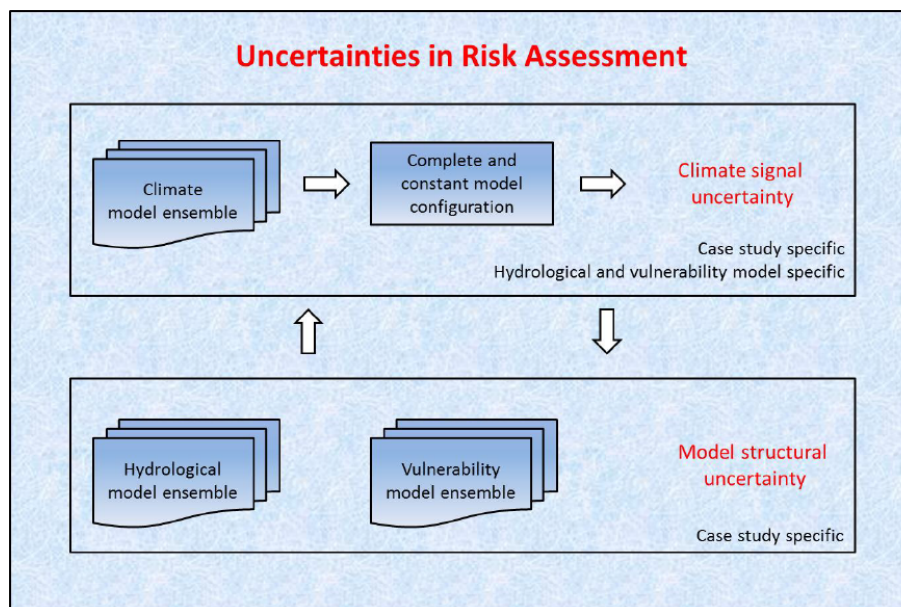 Uncertainties in Risk Assessment
Climate
model ensemble
Complete and
constant model
configuration
Climate signal
uncertainty
Case study specific
Hydrological and vulnerability model specific
Hydrological
model ensemble
Vulnerability
model ensemble
Model structural
uncertainty
Case study specific